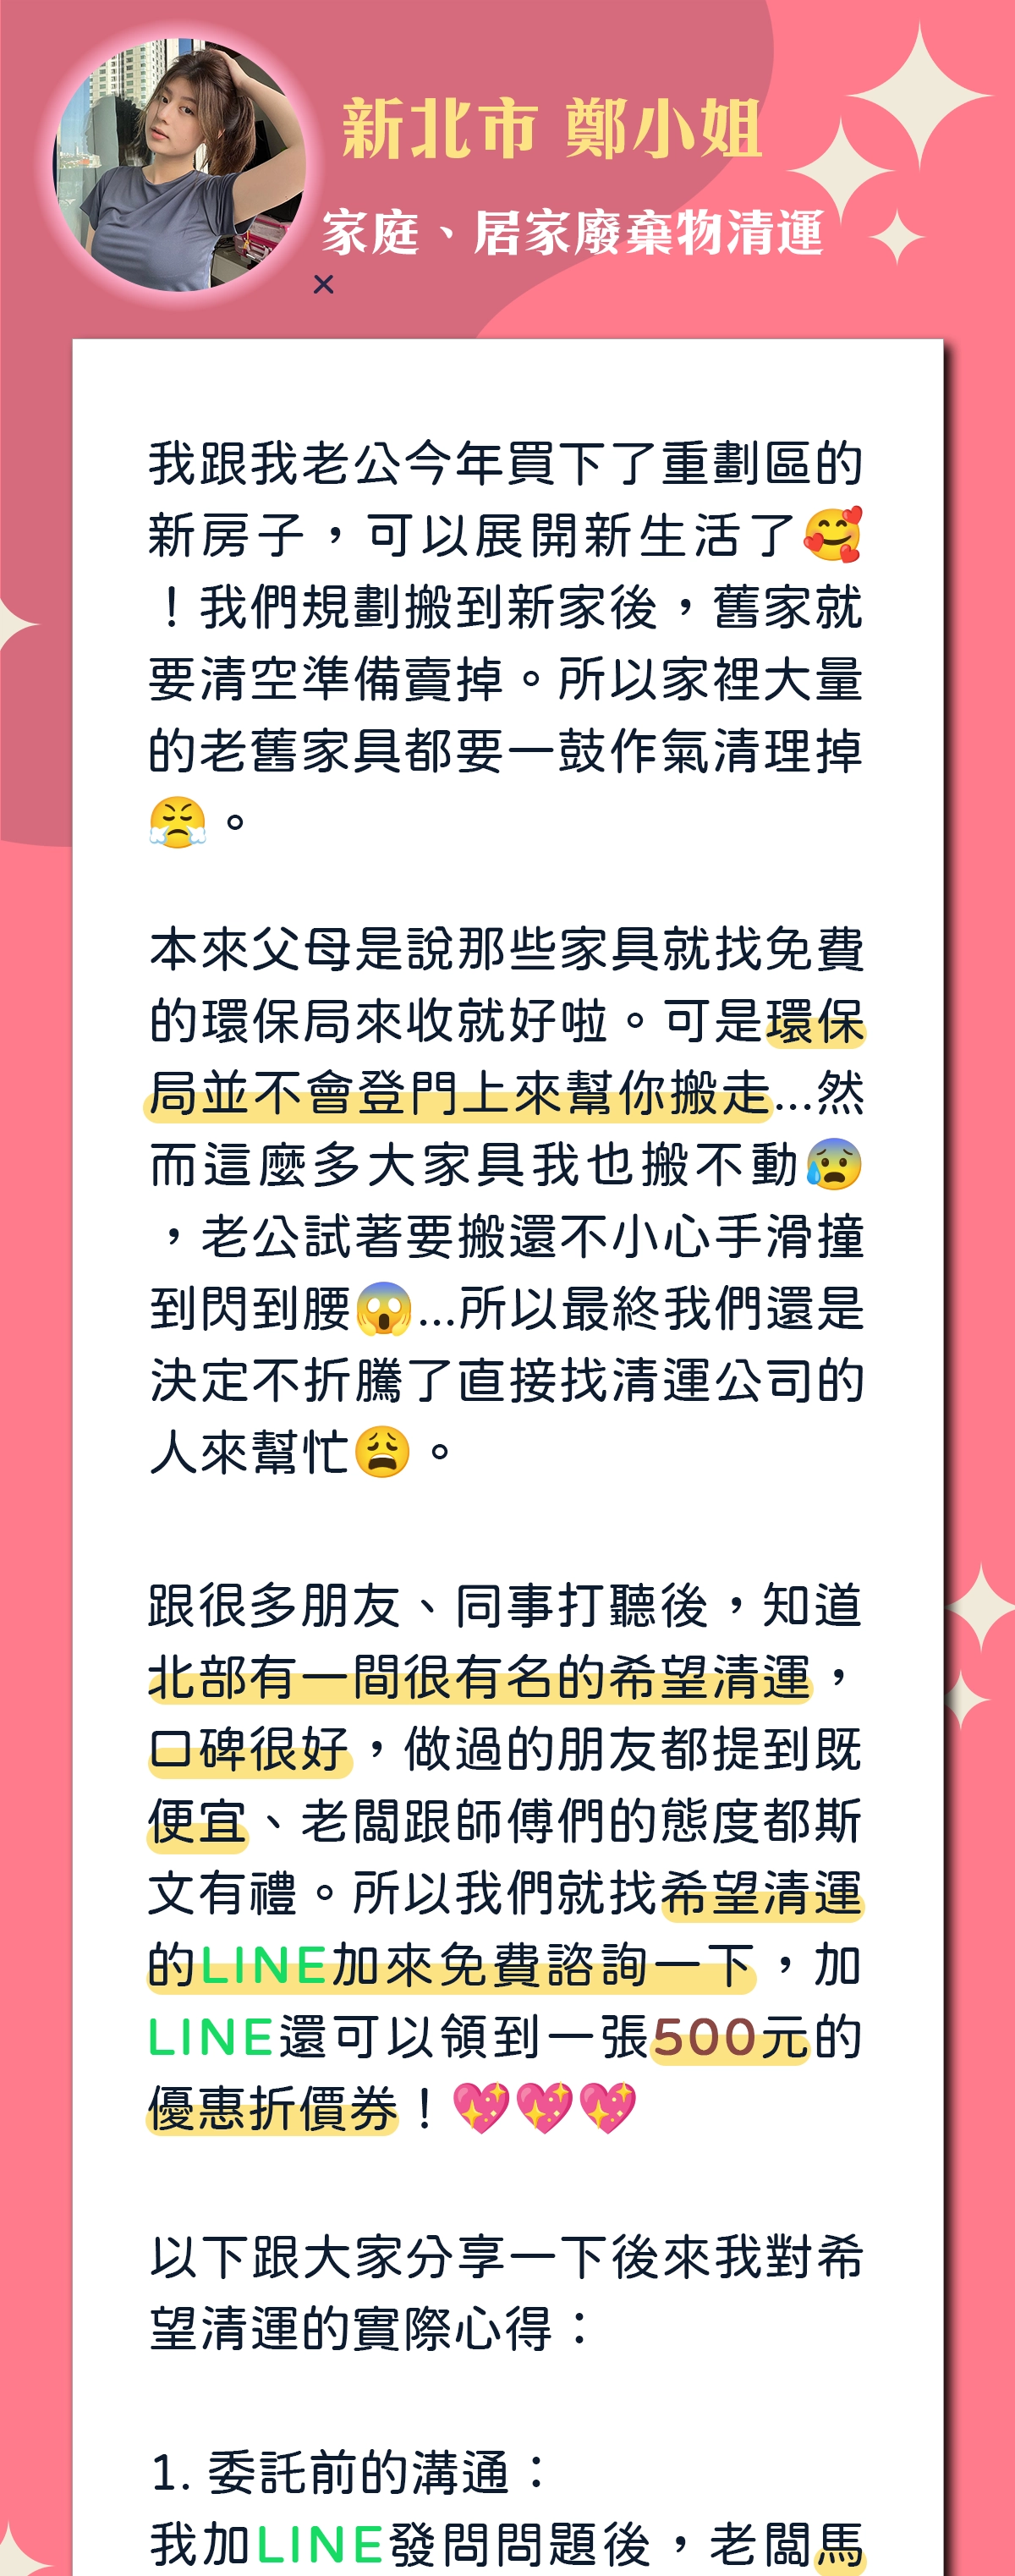 新北市 鄭小姐
家庭、居家廢棄物清運
我跟我老公今年買下了重劃區的
新房子，可以展開新生活了🥰
！我們規劃搬到新家後，舊家就
要清空準備賣掉。所以家裡大量
的老舊家具都要一鼓作氣清理掉
😤。
本來父母是說那些家具就找免費
的環保局來收就好啦。可是環保
局並不會登門上來幫你搬走...然
而這麼多大家具我也搬不動😰
，老公試著要搬還不小心手滑撞
到閃到腰😱...所以最終我們還是
決定不折騰了直接找清運公司的
人來幫忙😩。
跟很多朋友、同事打聽後，知道
北部有一間很有名的希望清運，
口碑很好，做過的朋友都提到既
便宜、老闆跟師傅們的態度都斯
文有禮。所以我們就找希望清運
的LINE加來免費諮詢一下，加
LINE還可以領到一張500元的
優惠折價券！💖💖💖
以下跟大家分享一下後來我對希
望清運的實際心得：
1. 委託前的溝通：
我加LINE發問問題後，老闆馬